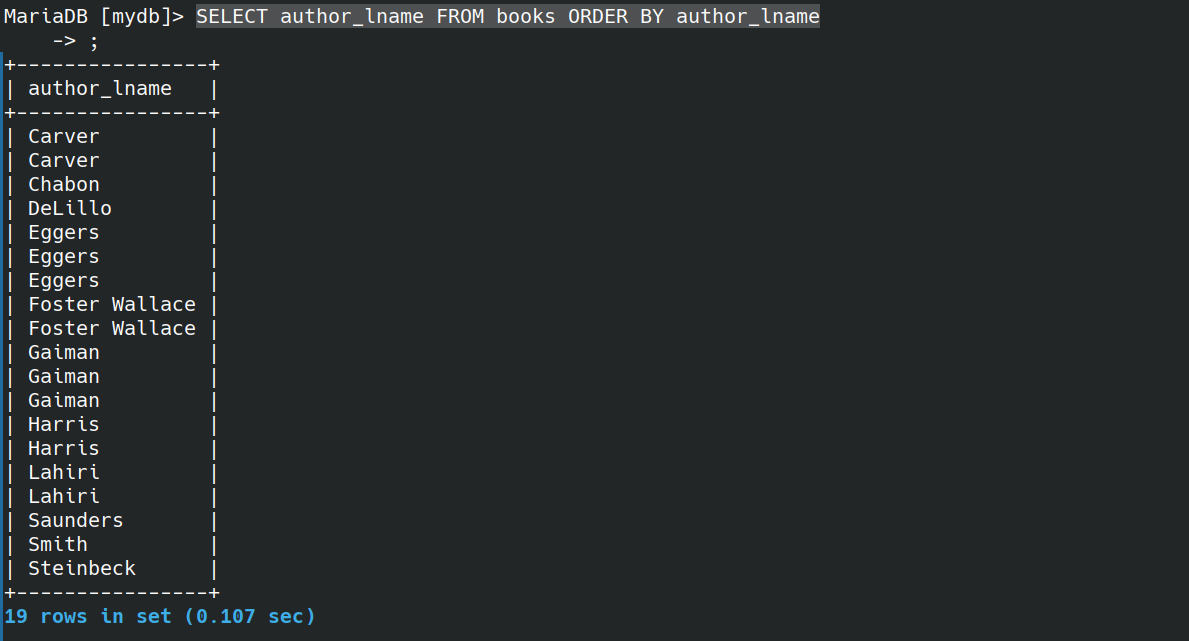 MariaDB [mydb]> SELECT author_lname FROM books ORDER BY author_lname
    -> ;
+----------------+
| author_lname   |
+----------------+
| Carver         |
| Carver         |
| Chabon         |
| DeLillo        |
| Eggers         |
| Eggers         |
| Eggers         |
| Foster Wallace |
| Foster Wallace |
| Gaiman         |
| Gaiman         |
| Gaiman         |
| Harris         |
| Harris         |
| Lahiri         |
| Lahiri         |
| Saunders       |
| Smith          |
| Steinbeck      |
+----------------+
19 rows in set (0.107 sec)